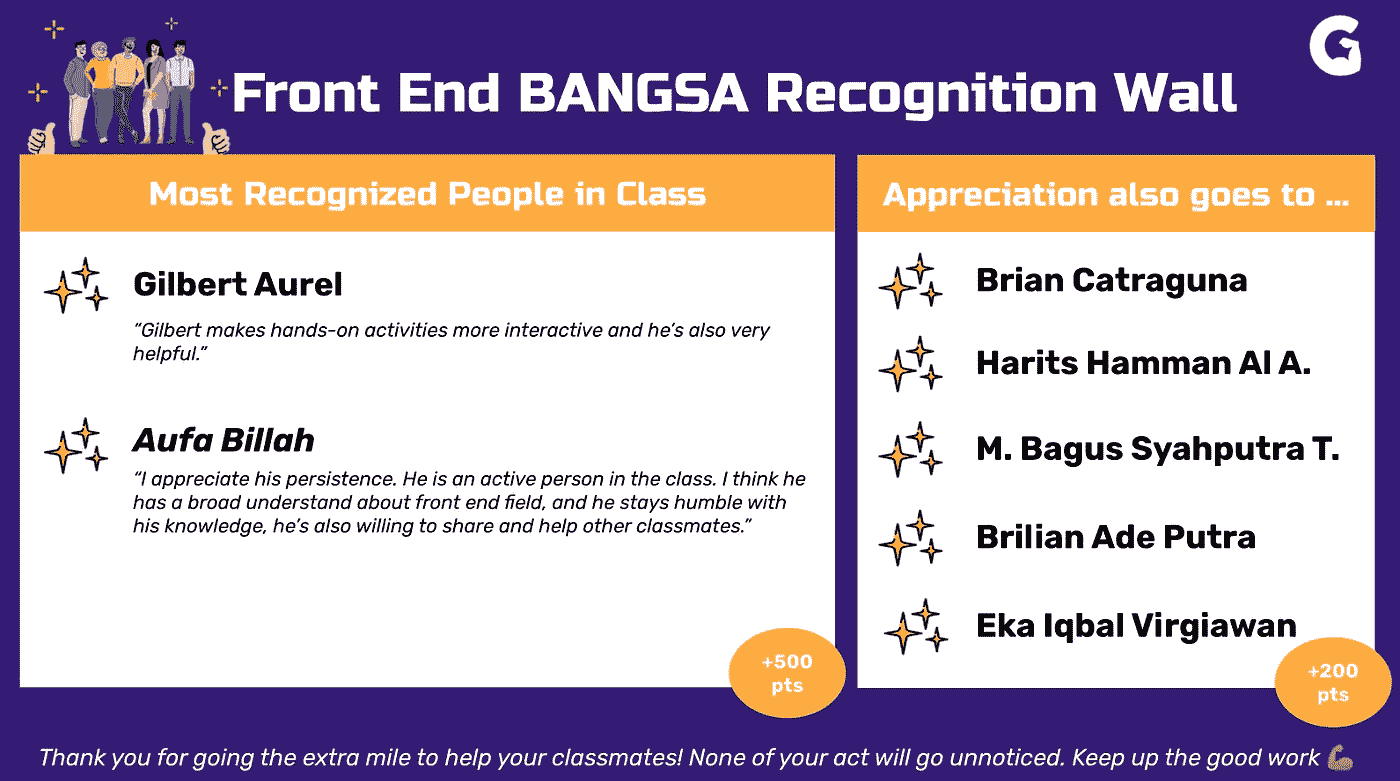 G
Front End BANGSA Recognition Wall
Most Recognized People in Class
Gilbert Aurel
“Gilbert makes hands-on activities more interactive and he’s also very
helpful.”
Aufa Billah
“I appreciate his persistence. He is an active person in the class. I think he
has a broad understand about front end field, and he stays humble with
his knowledge, he’s also willing to share and help other classmates.”
+500
pts
Appreciation also goes to ...
Brian Catraguna
Harits Hamman Al A.
M. Bagus Syahputra T.
Brilian Ade Putra
Eka Iqbal Virgiawan
+200
pts
Thank you for going the extra mile to help your classmates! None of your act will go unnoticed. Keep up the good work 💪🏽